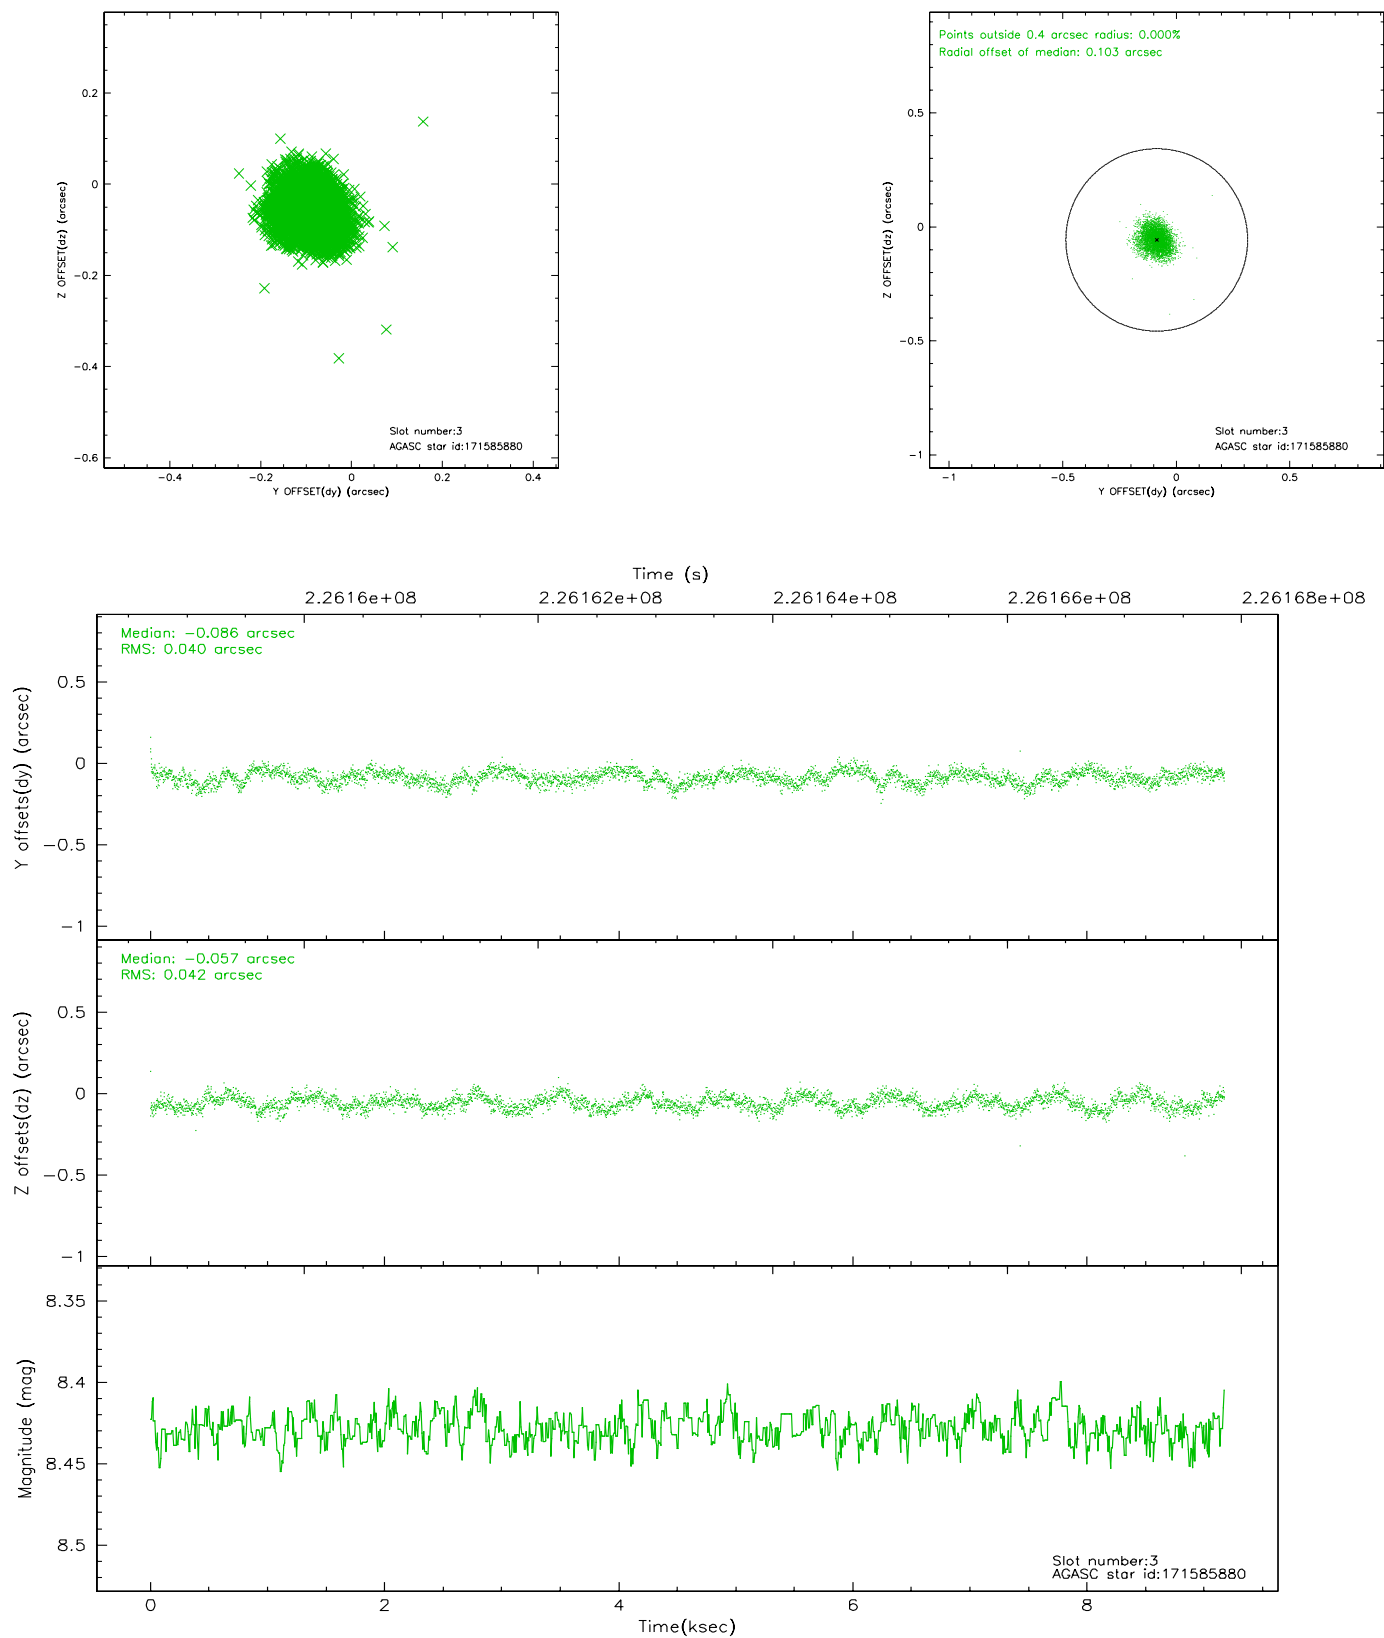 0.2
0
-0.2
-0.4
-0.6
Z OFFSET(dz) (arcsec)
Slot number:3
AGASC star id:171585880
-0.4 -0.2 0 0.2 0.4
Y OFFSET(dy) (arcsec)
Points outside 0.4 arcsec radius: 0.000%
Radial offset of median: 0.103 arcsec
0.5
0
-0.5
-1
Z OFFSET(dz) (arcsec)
Slot number:3
AGASC star id:171585880
-1 -0.5 0 0.5
Y OFFSET(dy) (arcsec)
Time (s)
2.2616e+08 2.26162e+08 2.26164e+08 2.26166e+08 2.26168e+08
Median: -0.086 arcsec
RMS: 0.040 arcsec
0.5
0
-0.5
-1
Y offsets(dy) (arcsec)
Median: -0.057 arcsec
RMS: 0.042 arcsec
0.5
0
-0.5
-1
Z offsets(dz) (arcsec)
8.35
8.4
8.45
8.5
Magnitude (mag)
Slot number:3
AGASC star id:171585880
0 2 4 6 8
Time(ksec)